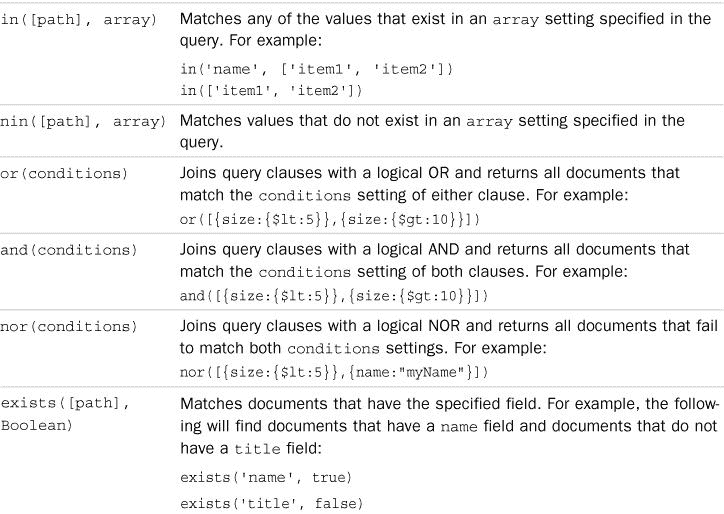 in([path], array) Matches any of the values that exist in an array setting specified in the
query. For example:
in('name', ['item1', 'item2'])
in(['item1', 'item2'])
nin([path], array) Matches values that do not exist in an array setting specified in the
query.
or(conditions) Joins query clauses with a logical OR and returns all documents that
match the conditions setting of either clause. For example:
or([{size:{$lt:5}},{size:{$gt:10}}])
and(conditions) Joins query clauses with a logical AND and returns all documents that
match the conditions setting of both clauses. For example:
and([{size:{$lt:5}},{size:{$gt:10}}])
nor(conditions) Joins query clauses with a logical NOR and returns all documents that fail
to match both conditions settings. For example:
nor([{size:{$lt:5}},{name:"myName"}])
exists([path], Matches documents that have the specified field. For example, the follow-
Boolean) ing will find documents that have a name field and documents that do not
have a title field:
exists('name', true)
exists('title', false)